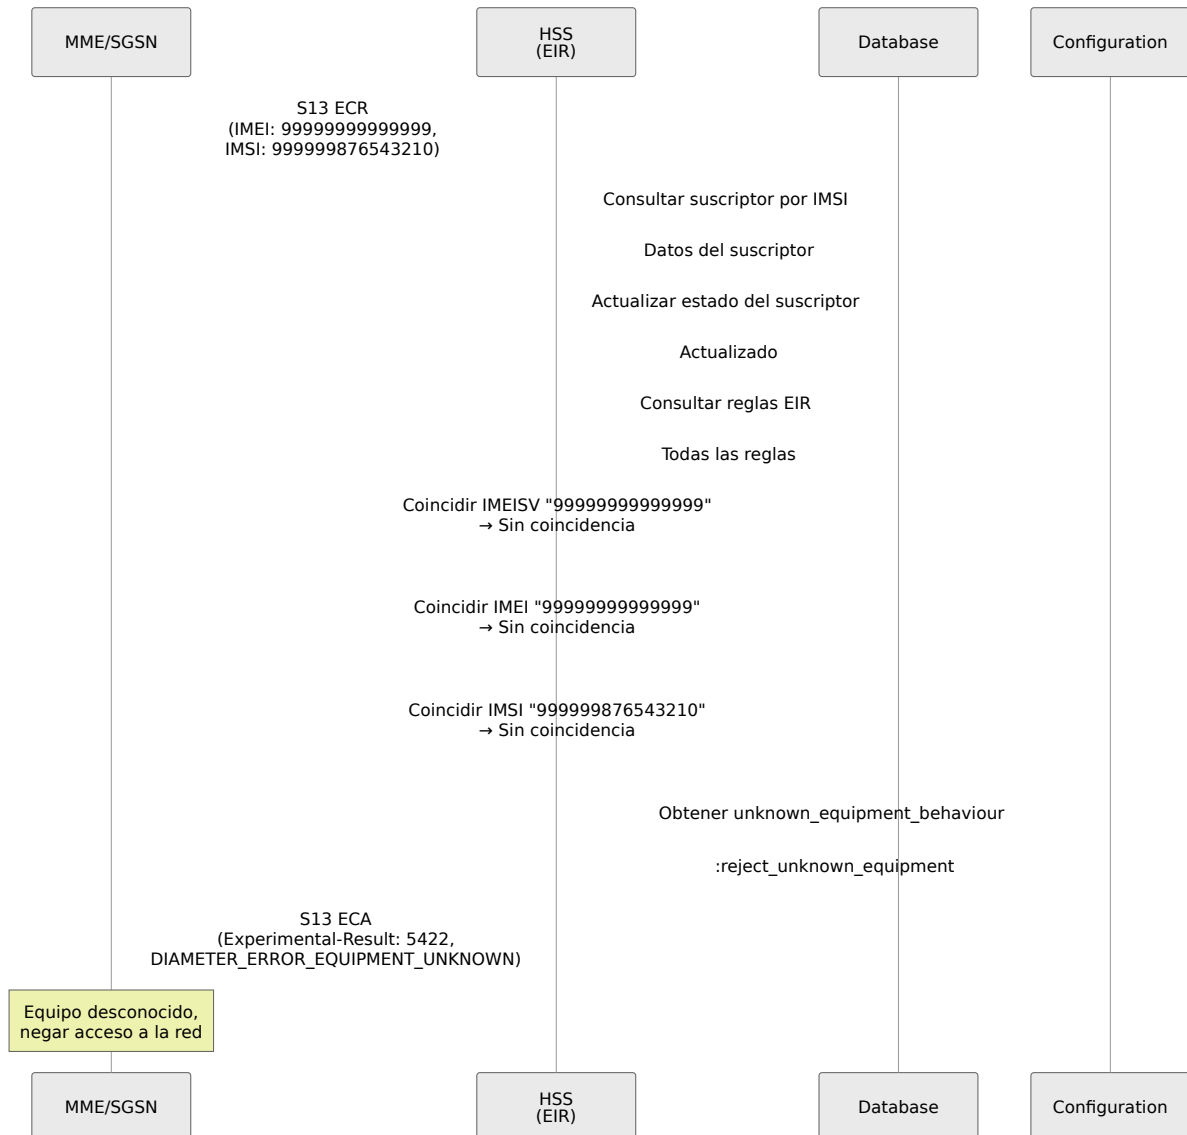 MME/SGSN
HSS
(EIR)
Database
Configuration
S13 ECR
(IMEI: 99999999999999,
IMSI: 999999876543210)
Consultar suscriptor por IMSI
Datos del suscriptor
Actualizar estado del suscriptor
Actualizado
Consultar reglas EIR
Todas las reglas
Coincidir IMEISV "99999999999999"
→ Sin coincidencia
Coincidir IMEI "99999999999999"
→ Sin coincidencia
Coincidir IMSI "999999876543210"
→ Sin coincidencia
Obtener unknown_equipment_behaviour
:reject_unknown_equipment
S13 ECA
(Experimental-Result: 5422,
DIAMETER_ERROR_EQUIPMENT_UNKNOWN)
Equipo desconocido,
negar acceso a la red
MME/SGSN
HSS
(EIR)
Database
Configuration